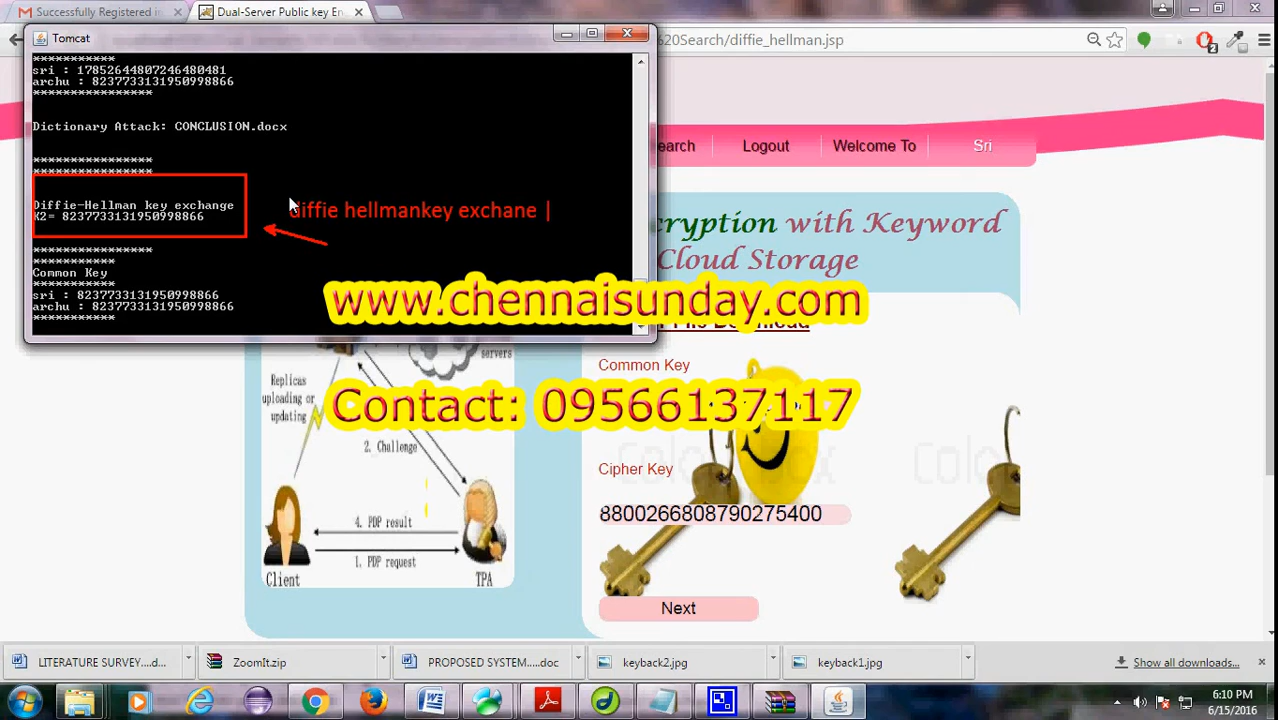 Successfully Registered i
Dual-Server Public key En
Tomcat
20Search/diffie_hellman.jsp
***********
sri : 17852644807246480481
archu : 8237733131950998866
****************
Dictionary Attack: CONCLUSION.docx
****************
****************
Diffie-Hellman key exchange
K2= 8237733131950998866
diffie hellmankey exchane |
****************
***********
Common Key
***********
sri : 8237733131950998866
archu : 8237733131950998866
***********
earch
Logout
Welcome To
Sri
cryption with Keyword
Cloud Storage
www.chennaisunday.com
File Download
Common Key
Contact: 09566137117
servers
Replicas
uploading or
updating
2. Challenge
4. PDP result
1. PDP request
Client
TPA
Cipher Key
8800266808790275400
Next
LITERATURE SURVEY....d...
ZoomIt.zip
PROPOSED SYSTEM.....doc
keyback2.jpg
keyback1.jpg
Show all downloads...
6:10 PM
6/15/2016